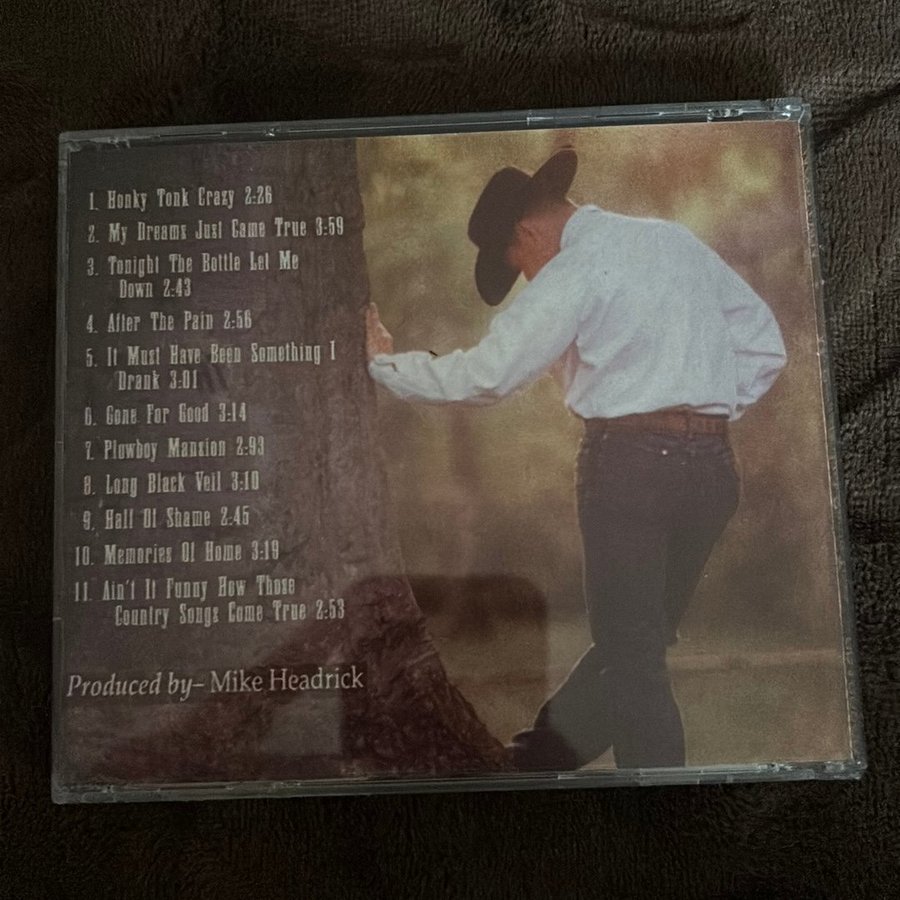 1. Honky Tonk Crazy 2:26
2. My Dreams Just Came True 3:59
3. Tonight The Bottle Let Me
Down 2:43
4. After The Pain 2:56
5. It Must Have Been Something I
Drank 3:01
6. Gone For Good 3:14
7. Plowboy Mansion 2:93
8. Long Black Veil 3:10
9. Hall Of Shame 2:45
10. Memories Of Home 3:19
11. Ain't It Funny How Those
Country Songs Come True 2:53
Produced by– Mike Headrick